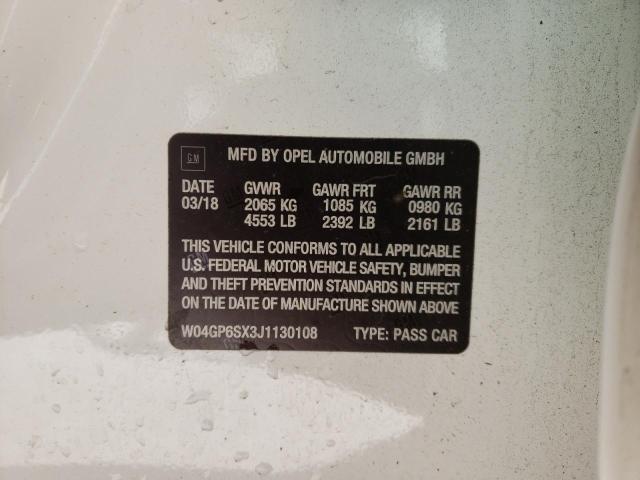 GM MFD BY OPEL AUTOMOBILE GMBH
DATE GVWR GAWR FRT GAWR RR
03/18 2065 KG 1085 KG 0980 KG
4553 LB 2392 LB 2161 LB
THIS VEHICLE CONFORMS TO ALL APPLICABLE
U.S. FEDERAL MOTOR VEHICLE SAFETY, BUMPER
AND THEFT PREVENTION STANDARDS IN EFFECT
ON THE DATE OF MANUFACTURE SHOWN ABOVE
W04GP6SX3J1130108 TYPE: PASS CAR